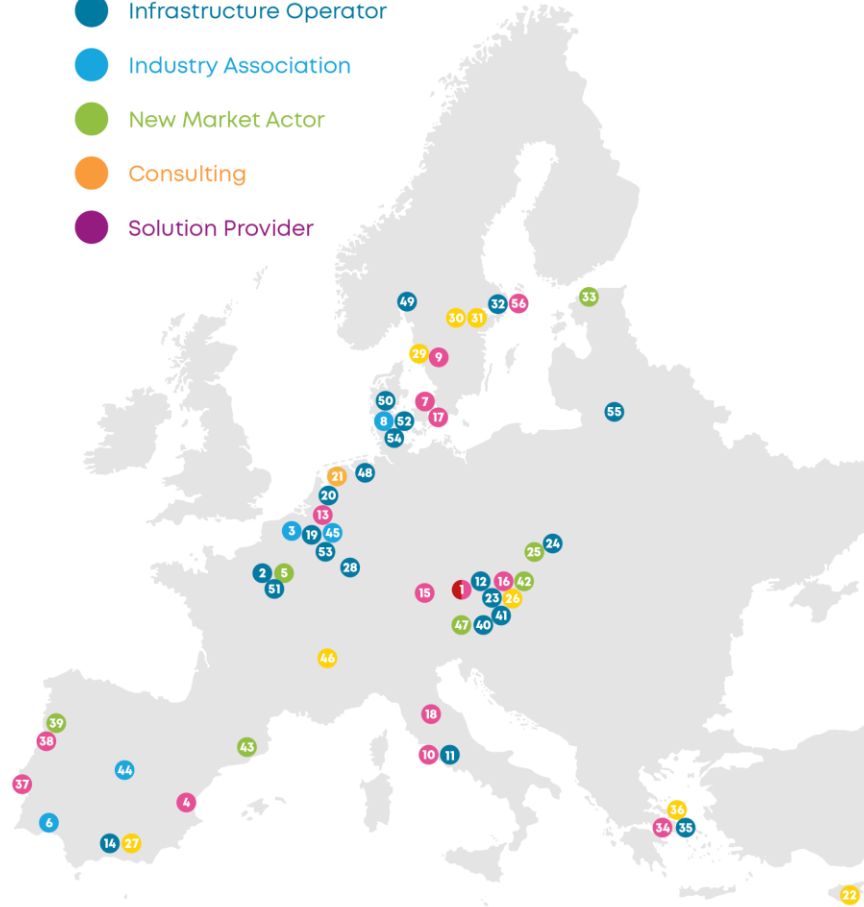 Infrastructure Operator
Industry Association
New Market Actor
Consulting
Solution Provider
33
49 32 56
30 31
29 9
50 7
8 52 17 55
54
21 48
20
13
3 19 45
53 24
25
28
2 5 12 16 42
51 15 1
23 26
41
47 40
46
18
39
38
43 10 11
44
37
4
36
6
34 35
14 27
22